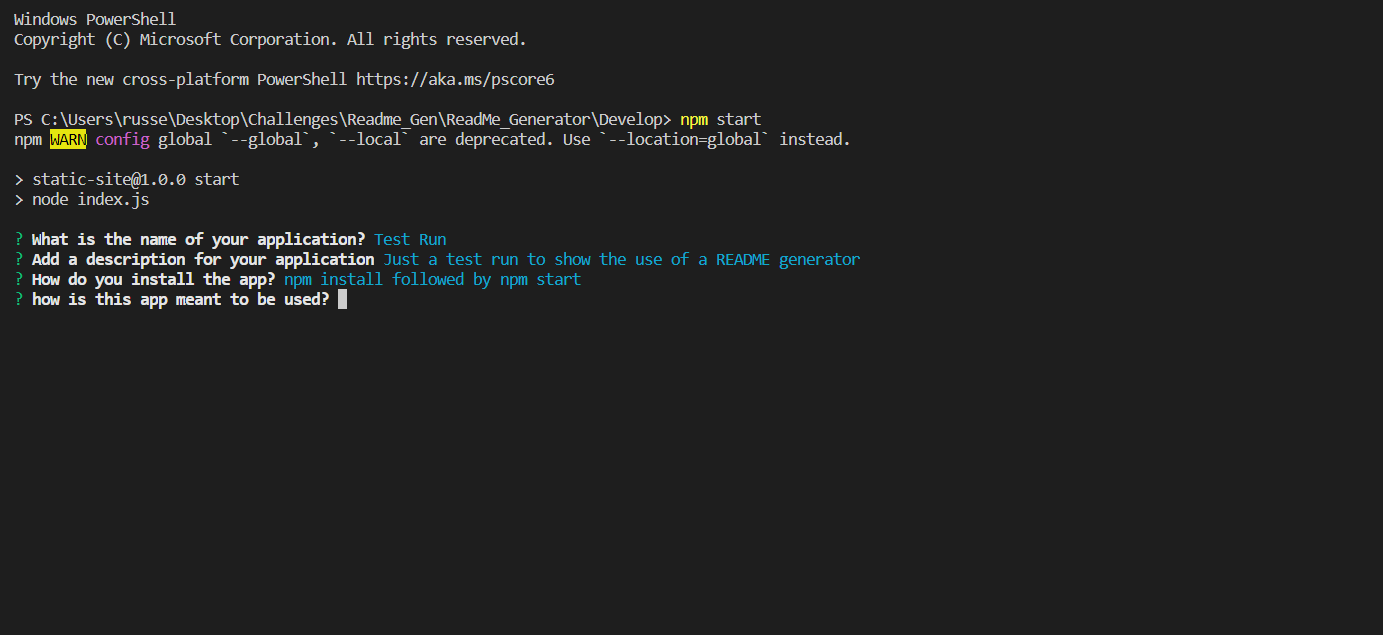 Windows PowerShell
Copyright (C) Microsoft Corporation. All rights reserved.
Try the new cross-platform PowerShell https://aka.ms/pscore6
PS C:\Users\russe\Desktop\Challenges\Readme_Gen\ReadMe_Generator\Develop> npm start
npm WARN config global `--global`, `--local` are deprecated. Use `--location=global` instead.
> static-site@1.0.0 start
> node index.js
? What is the name of your application? Test Run
? Add a description for your application Just a test run to show the use of a README generator
? How do you install the app? npm install followed by npm start
? how is this app meant to be used?